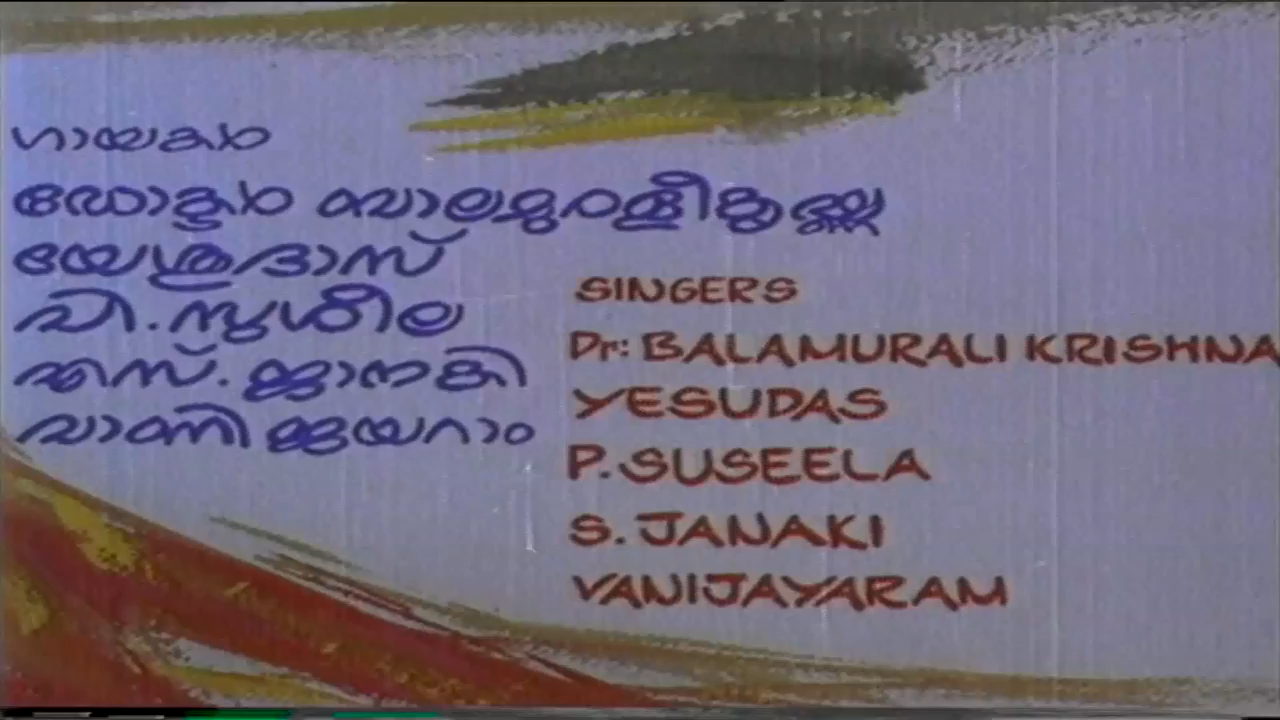 ഗായകർ
ഡോക്ടർ ബാലമുരളീകൃഷ്ണ
യേശുദാസ്
പി. സുശീല
എസ്. ജാനകി
വാണി ജയറാം
SINGERS
Dr: BALAMURALI KRISHNA
YESUDAS
P. SUSEELA
S. JANAKI
VANIJAYARAM